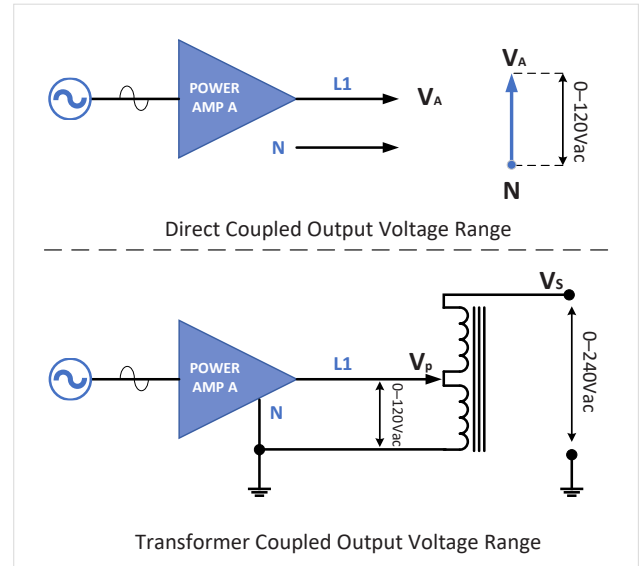 POWER
AMP A
L1
VA
N
VA
0–120Vac
N
Direct Coupled Output Voltage Range
VS
POWER
AMP A
L1
Vp
N
0–120Vac
0–240Vac
Transformer Coupled Output Voltage Range